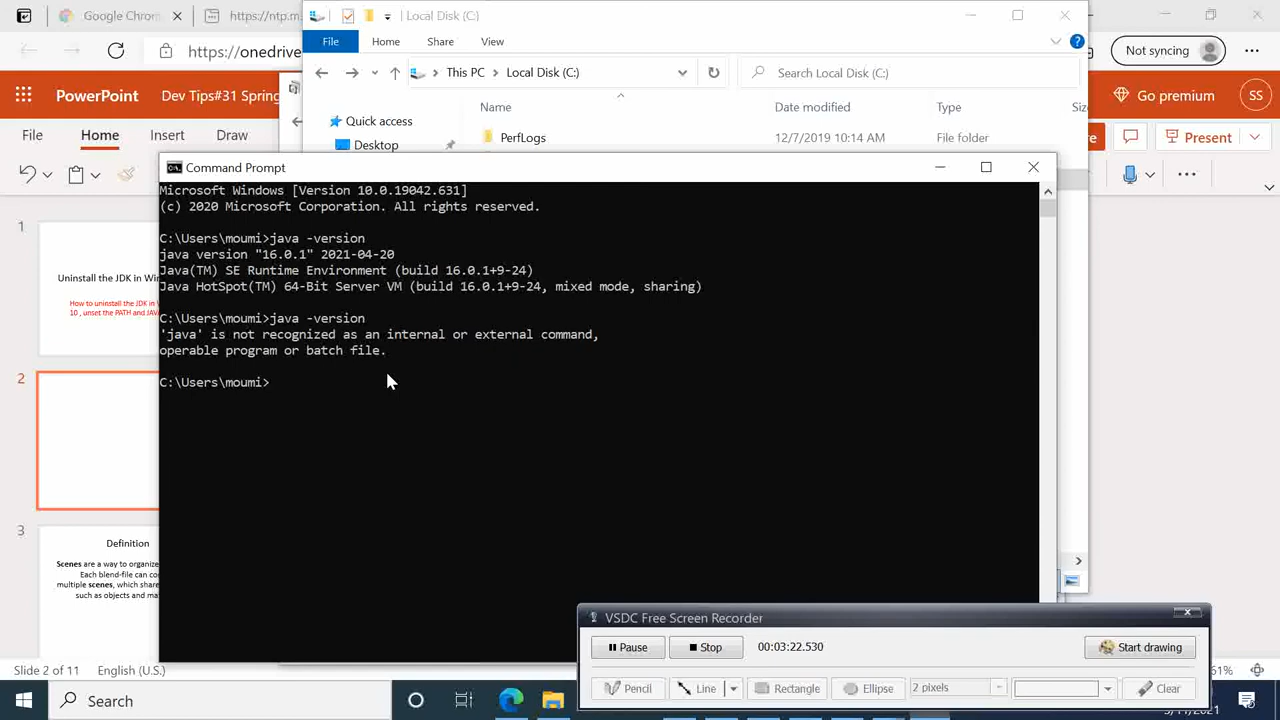 Google Chrom
https://ntp.m
Local Disk (C:)
File
Home
Share
View
https://onedrive
Not syncing
This PC
Local Disk (C:)
Search Local Disk (C:)
PowerPoint
Dev Tips#31 Spring
Go premium
SS
Name
Date modified
Type
Siz
Quick access
Desktop
PerfLogs
12/7/2019 10:14 AM
File folder
File
Home
Insert
Draw
Present
Command Prompt
Microsoft Windows [Version 10.0.19042.631]
(c) 2020 Microsoft Corporation. All rights reserved.
C:\Users\moumi>java -version
java version "16.0.1" 2021-04-20
Java(TM) SE Runtime Environment (build 16.0.1+9-24)
Java HotSpot(TM) 64-Bit Server VM (build 16.0.1+9-24, mixed mode, sharing)
C:\Users\moumi>java -version
'java' is not recognized as an internal or external command,
operable program or batch file.
C:\Users\moumi>
1
Uninstall the JDK in Win
How to uninstall the JDK in W
10 , unset the PATH and JAV
2
3
Definition
Scenes are a way to organize
Each blend-file can co
multiple scenes, which share
such as objects and ma
VSDC Free Screen Recorder
Pause
Stop
00:03:22.530
Start drawing
Pencil
Line
Rectangle
Ellipse
2 pixels
Clear
Slide 2 of 11
English (U.S.)
61%
Search